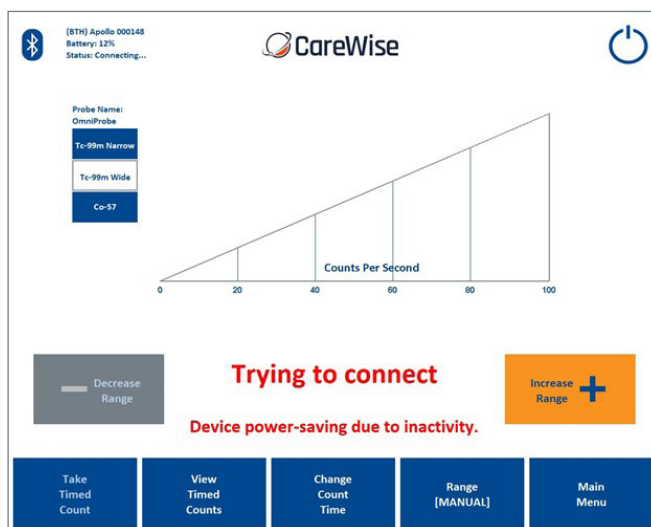 (BTH) Apollo 000148
Battery: 12%
Status: Connecting...
CareWise
Probe Name:
OmniProbe
Tc-99m Narrow
Tc-99m Wide
Co-57
Counts Per Second
0 20 40 60 80 100
Decrease
Range
Trying to connect
Increase
Range
Device power-saving due to inactivity.
Take
Timed
Count
View
Timed
Counts
Change
Count
Time
Range
[MANUAL]
Main
Menu